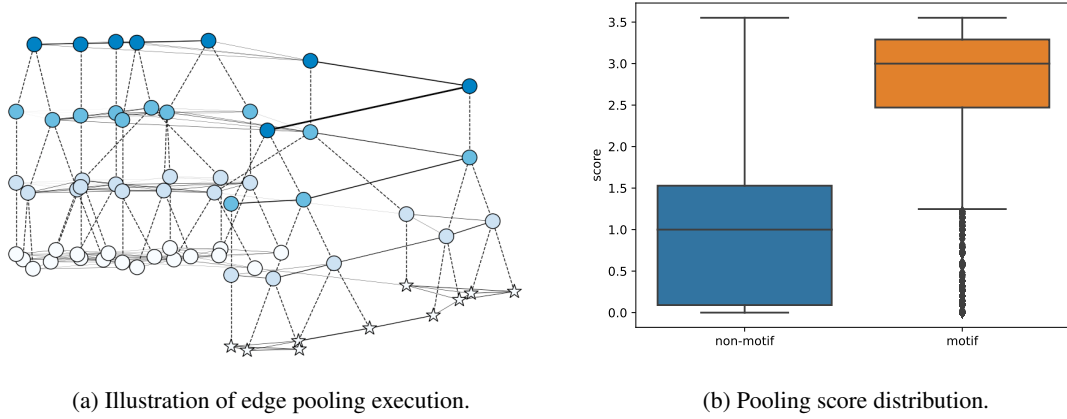 3.5
3.0
2.5
2.0
score
1.5
1.0
0.5
0.0
non-motif motif
(a) Illustration of edge pooling execution. (b) Pooling score distribution.